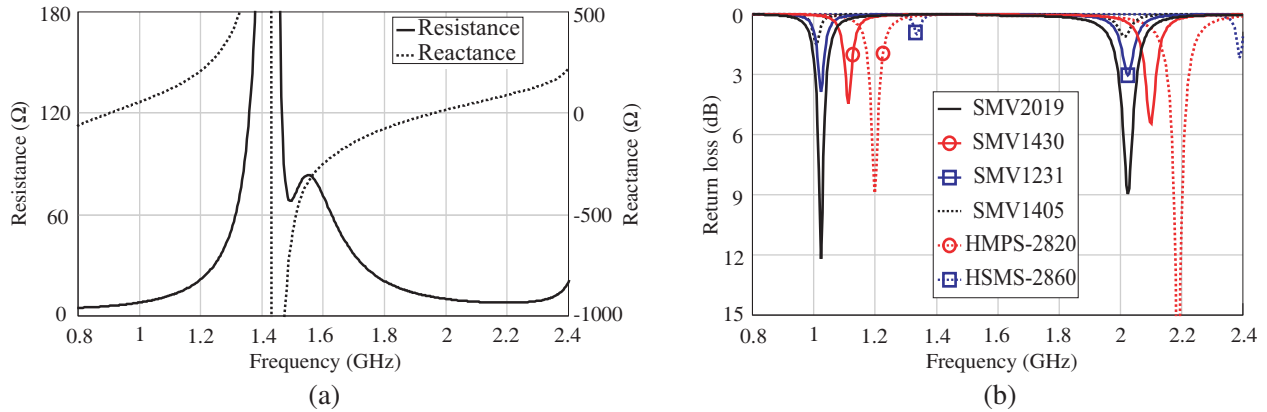 180
120
60
0
Resistance (Ω)
500
0
-500
-1000
Reactance (Ω)
Resistance
Reactance
0.8 1 1.2 1.4 1.6 1.8 2 2.2 2.4
Frequency (GHz)
(a)
0
3
6
9
12
15
Return loss (dB)
SMV2019
SMV1430
SMV1231
SMV1405
HMPS-2820
HSMS-2860
0.8 1 1.2 1.4 1.6 1.8 2 2.2 2.4
Frequency (GHz)
(b)